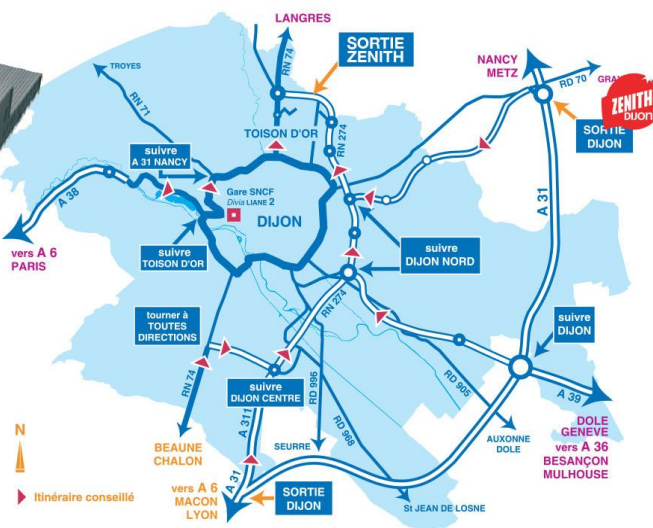 LANGRES
SORTIE
ZENITH
TROYES
RN 74
NANCY
METZ
RD 70
ZENITH
DIJON
SORTIE
DIJON
RN 71
TOISON D'OR
RN 274
suivre
A 31 NANCY
Gare SNCF
Divia LIANE 2
DIJON
A 38
A 31
vers A 6
PARIS
suivre
TOISON D'OR
suivre
DIJON NORD
tourner à
TOUTES
DIRECTIONS
RN 274
suivre
DIJON
RN 74
suivre
DIJON CENTRE
RD 996
RD 905
A 39
A 311
RD 968
DOLE
GENEVE
vers A 36
BESANÇON
MULHOUSE
N
BEAUNE
CHALON
SEURRE
AUXONNE
DOLE
Itinéraire conseillé
vers A 6
MACON
LYON
A 31
SORTIE
DIJON
St JEAN DE LOSNE